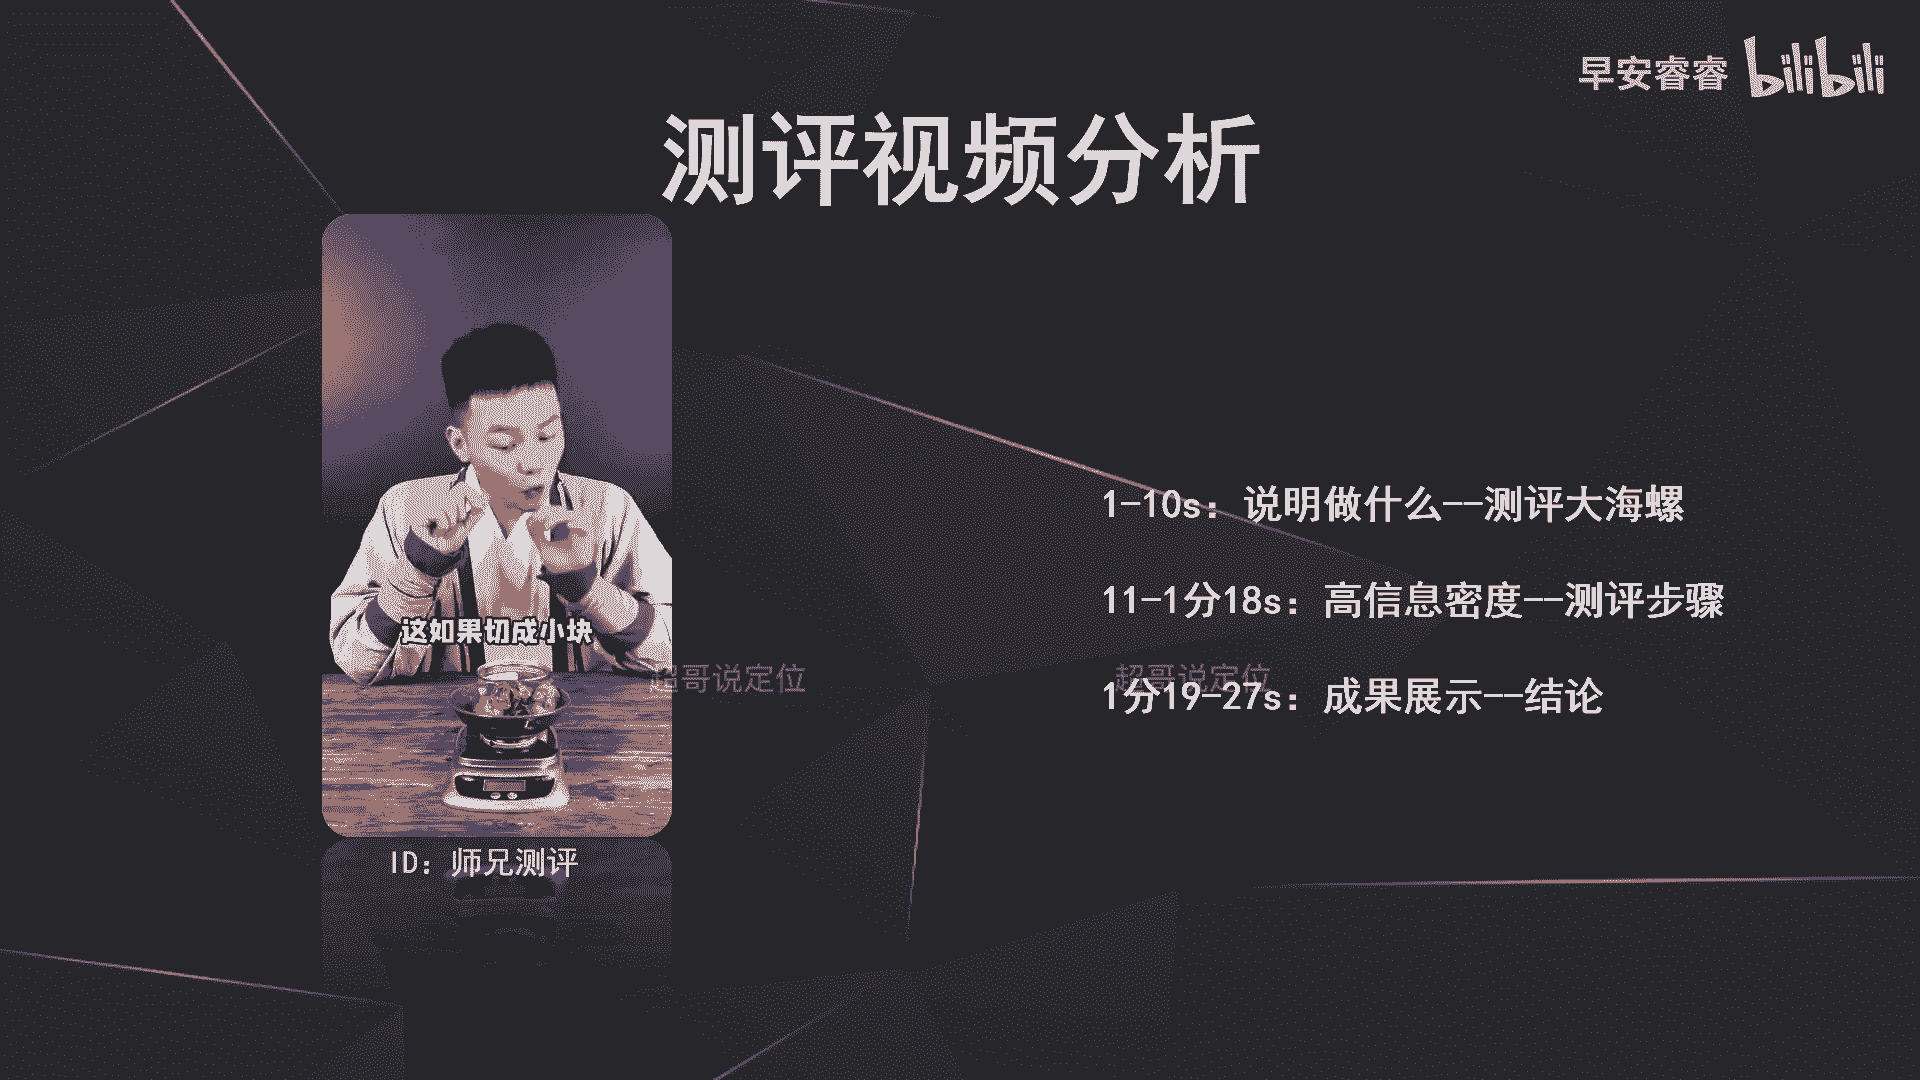 早安睿睿 bilibili
测评视频分析
1-10s：说明做什么--测评大海螺
11-1分18s：高信息密度--测评步骤
这如果切成小块
超哥说定位
超哥说定位
1分19-27s：成果展示--结论
ID：师兄测评